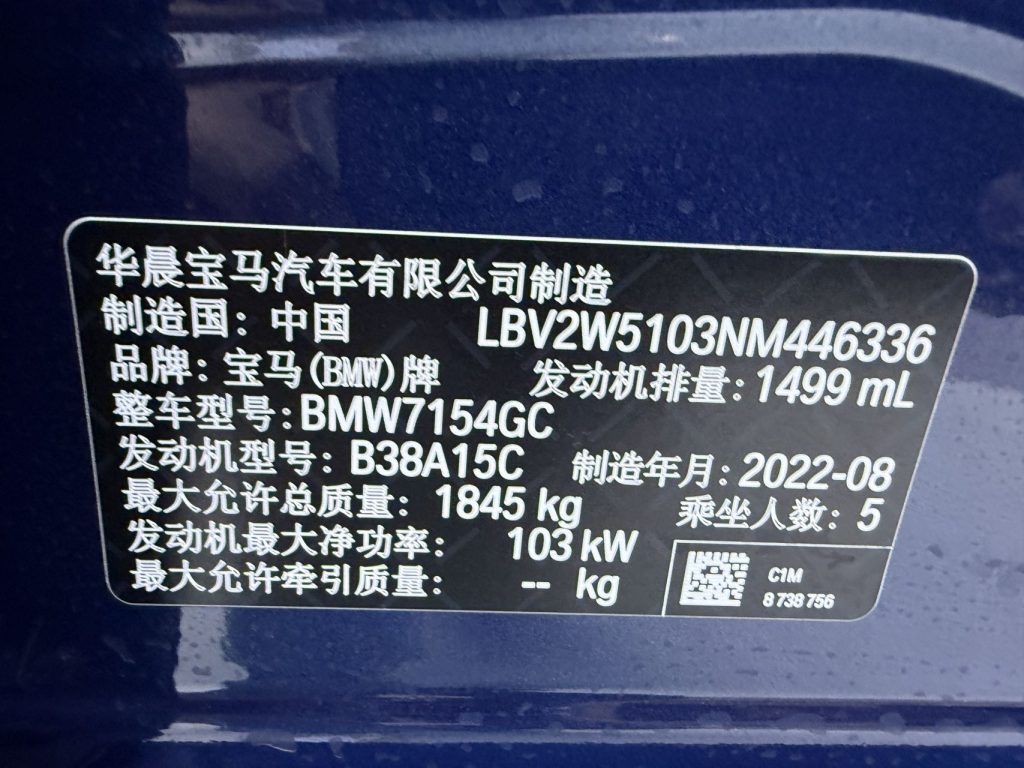 华晨宝马汽车有限公司制造
制造国：中国 LBV2W5103NM446336
品牌：宝马(BMW)牌 发动机排量：1499 mL
整车型号：BMW7154GC
发动机型号：B38A15C 制造年月：2022-08
最大允许总质量：1845 kg 乘坐人数：5
发动机最大净功率：103 kW
最大允许牵引质量：-- kg
C1M
8 738 756